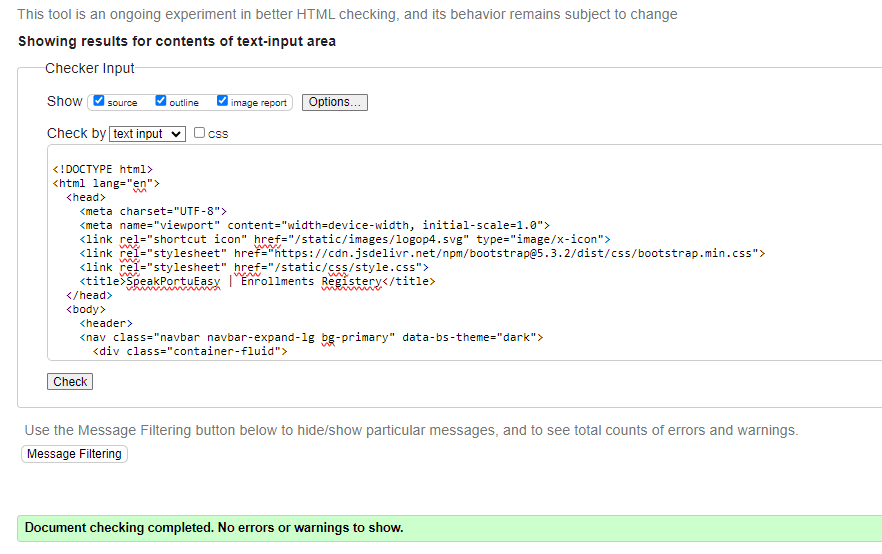 This tool is an ongoing experiment in better HTML checking, and its behavior remains subject to change
Showing results for contents of text-input area
Checker Input
Show source outline image report Options...
Check by text input css
<!DOCTYPE html>
<html lang="en">
<head>
<meta charset="UTF-8">
<meta name="viewport" content="width=device-width, initial-scale=1.0">
<link rel="shortcut icon" href="/static/images/logop4.svg" type="image/x-icon">
<link rel="stylesheet" href="https://cdn.jsdelivr.net/npm/bootstrap@5.3.2/dist/css/bootstrap.min.css">
<link rel="stylesheet" href="/static/css/style.css">
<title>SpeakPortuEasy | Enrollments Registery</title>
</head>
<body>
<header>
<nav class="navbar navbar-expand-lg bg-primary" data-bs-theme="dark">
<div class="container-fluid">
Check
Use the Message Filtering button below to hide/show particular messages, and to see total counts of errors and warnings.
Message Filtering
Document checking completed. No errors or warnings to show.